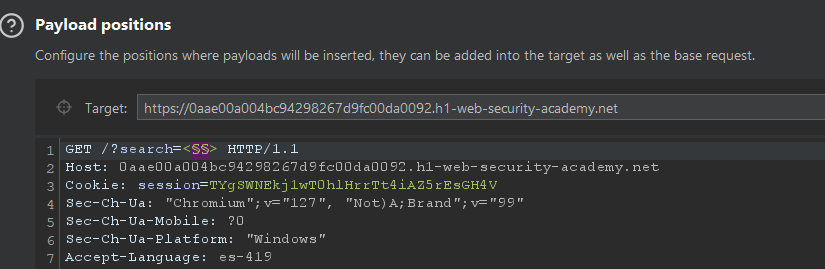 Payload positions
Configure the positions where payloads will be inserted, they can be added into the target as well as the base request.
Target: https://0aae00a004bc94298267d9fc00da0092.h1-web-security-academy.net
1 GET /?search=<§§> HTTP/1.1
2 Host: 0aae00a004bc94298267d9fc00da0092.h1-web-security-academy.net
3 Cookie: session=TYgSWNEkj1wTOhlHrrTt4iAZ5rEsGH4V
4 Sec-Ch-Ua: "Chromium";v="127", "Not)A;Brand";v="99"
5 Sec-Ch-Ua-Mobile: ?0
6 Sec-Ch-Ua-Platform: "Windows"
7 Accept-Language: es-419